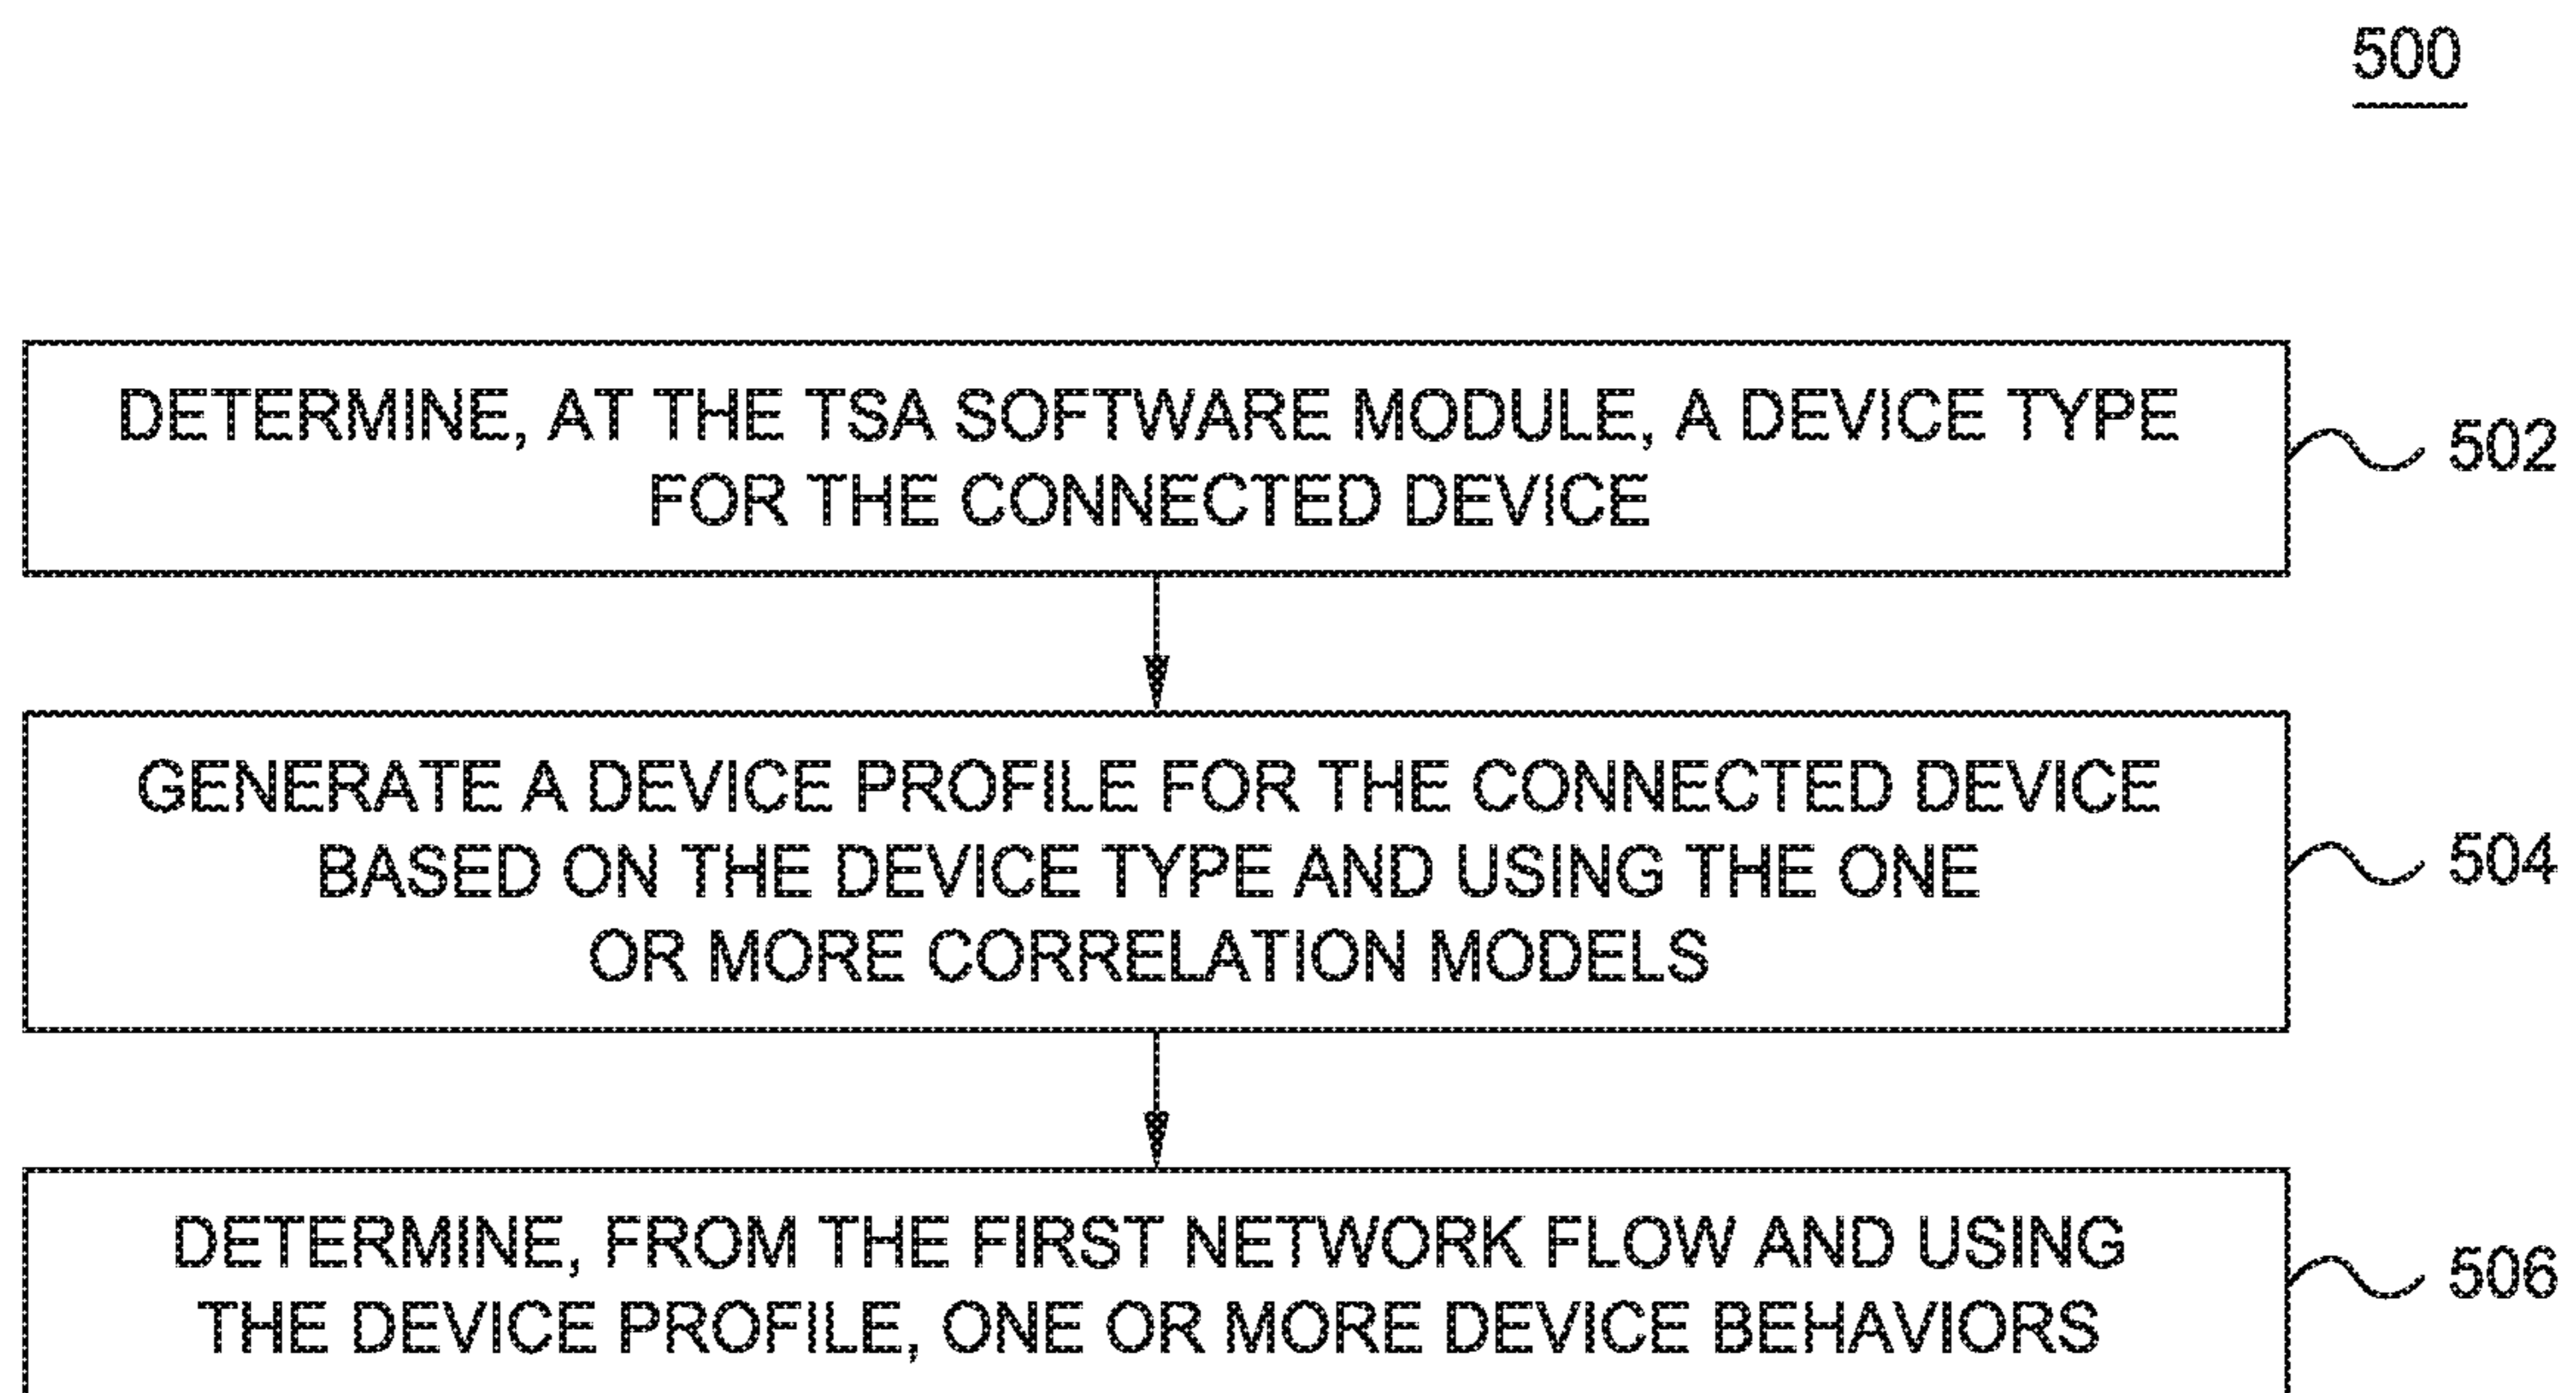 500
DETERMINE, AT THE TSA SOFTWARE MODULE, A DEVICE TYPE
FOR THE CONNECTED DEVICE
502
GENERATE A DEVICE PROFILE FOR THE CONNECTED DEVICE
BASED ON THE DEVICE TYPE AND USING THE ONE
OR MORE CORRELATION MODELS
504
DETERMINE, FROM THE FIRST NETWORK FLOW AND USING
THE DEVICE PROFILE, ONE OR MORE DEVICE BEHAVIORS
506